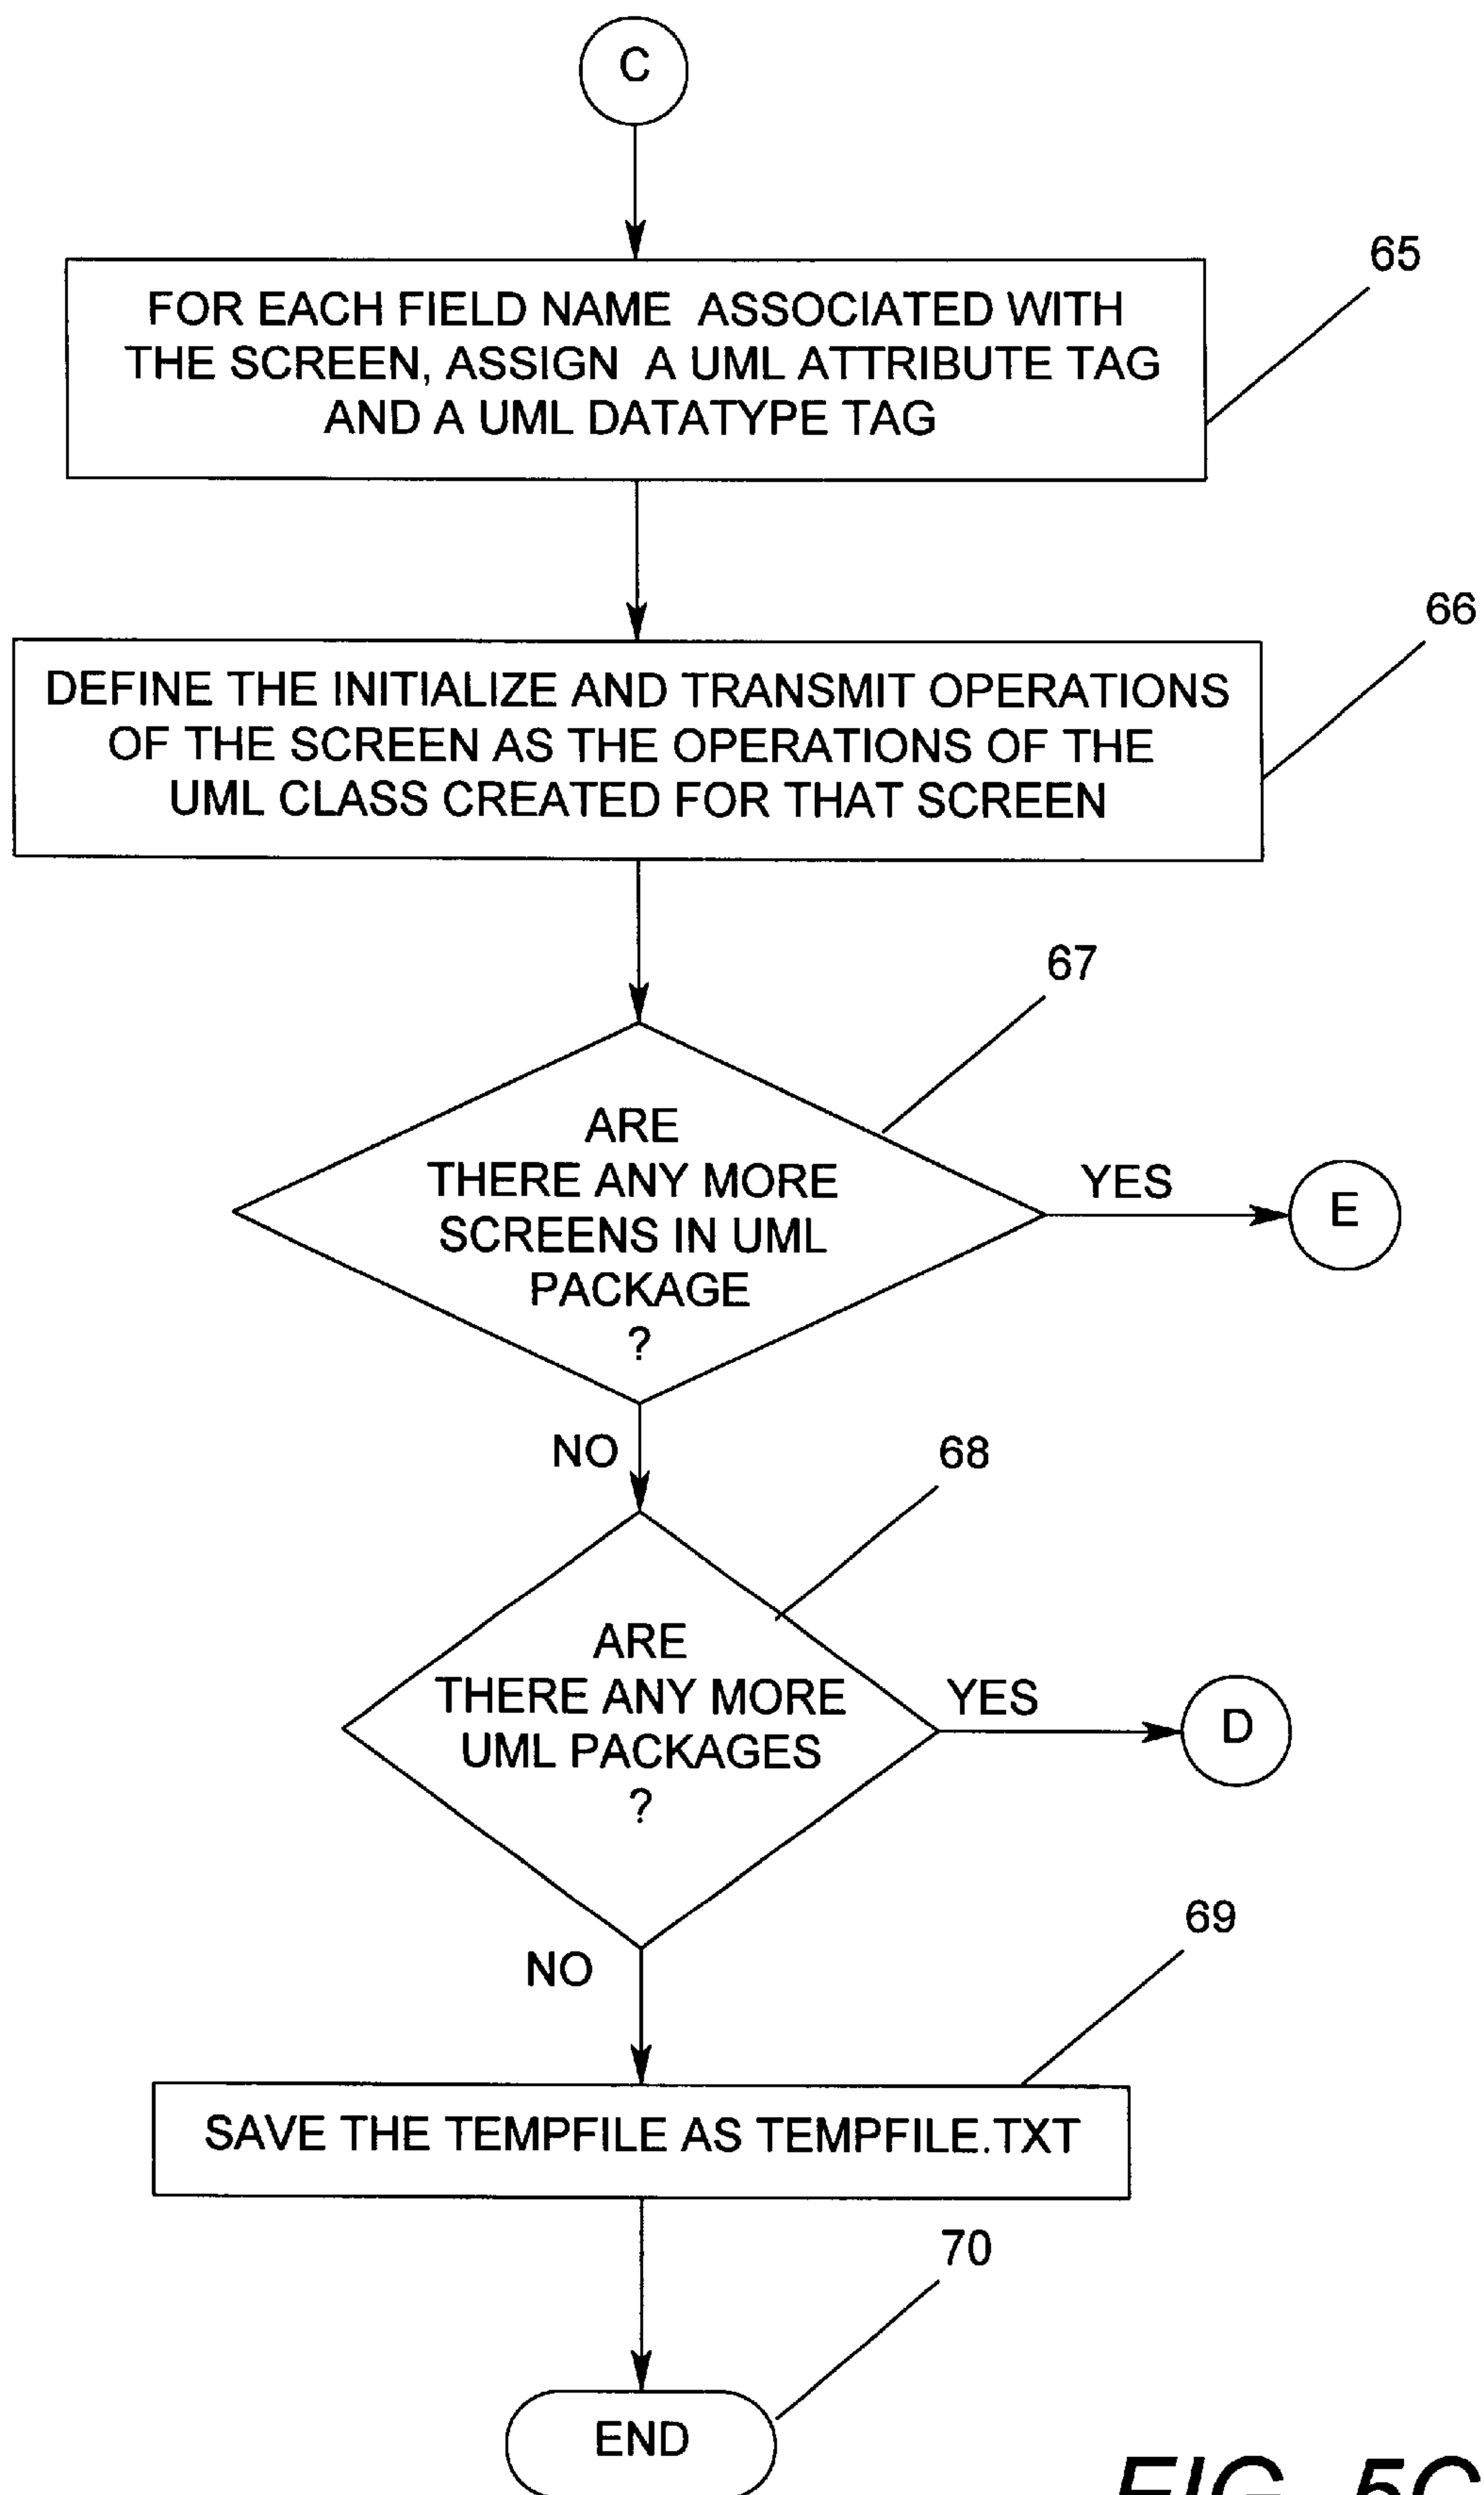 C
65
FOR EACH FIELD NAME ASSOCIATED WITH
THE SCREEN, ASSIGN A UML ATTRIBUTE TAG
AND A UML DATATYPE TAG
66
DEFINE THE INITIALIZE AND TRANSMIT OPERATIONS
OF THE SCREEN AS THE OPERATIONS OF THE
UML CLASS CREATED FOR THAT SCREEN
67
ARE
THERE ANY MORE
SCREENS IN UML
PACKAGE
?
YES
E
NO
68
ARE
THERE ANY MORE
UML PACKAGES
?
YES
D
NO
69
SAVE THE TEMPFILE AS TEMPFILE.TXT
70
END
FIG. 5C